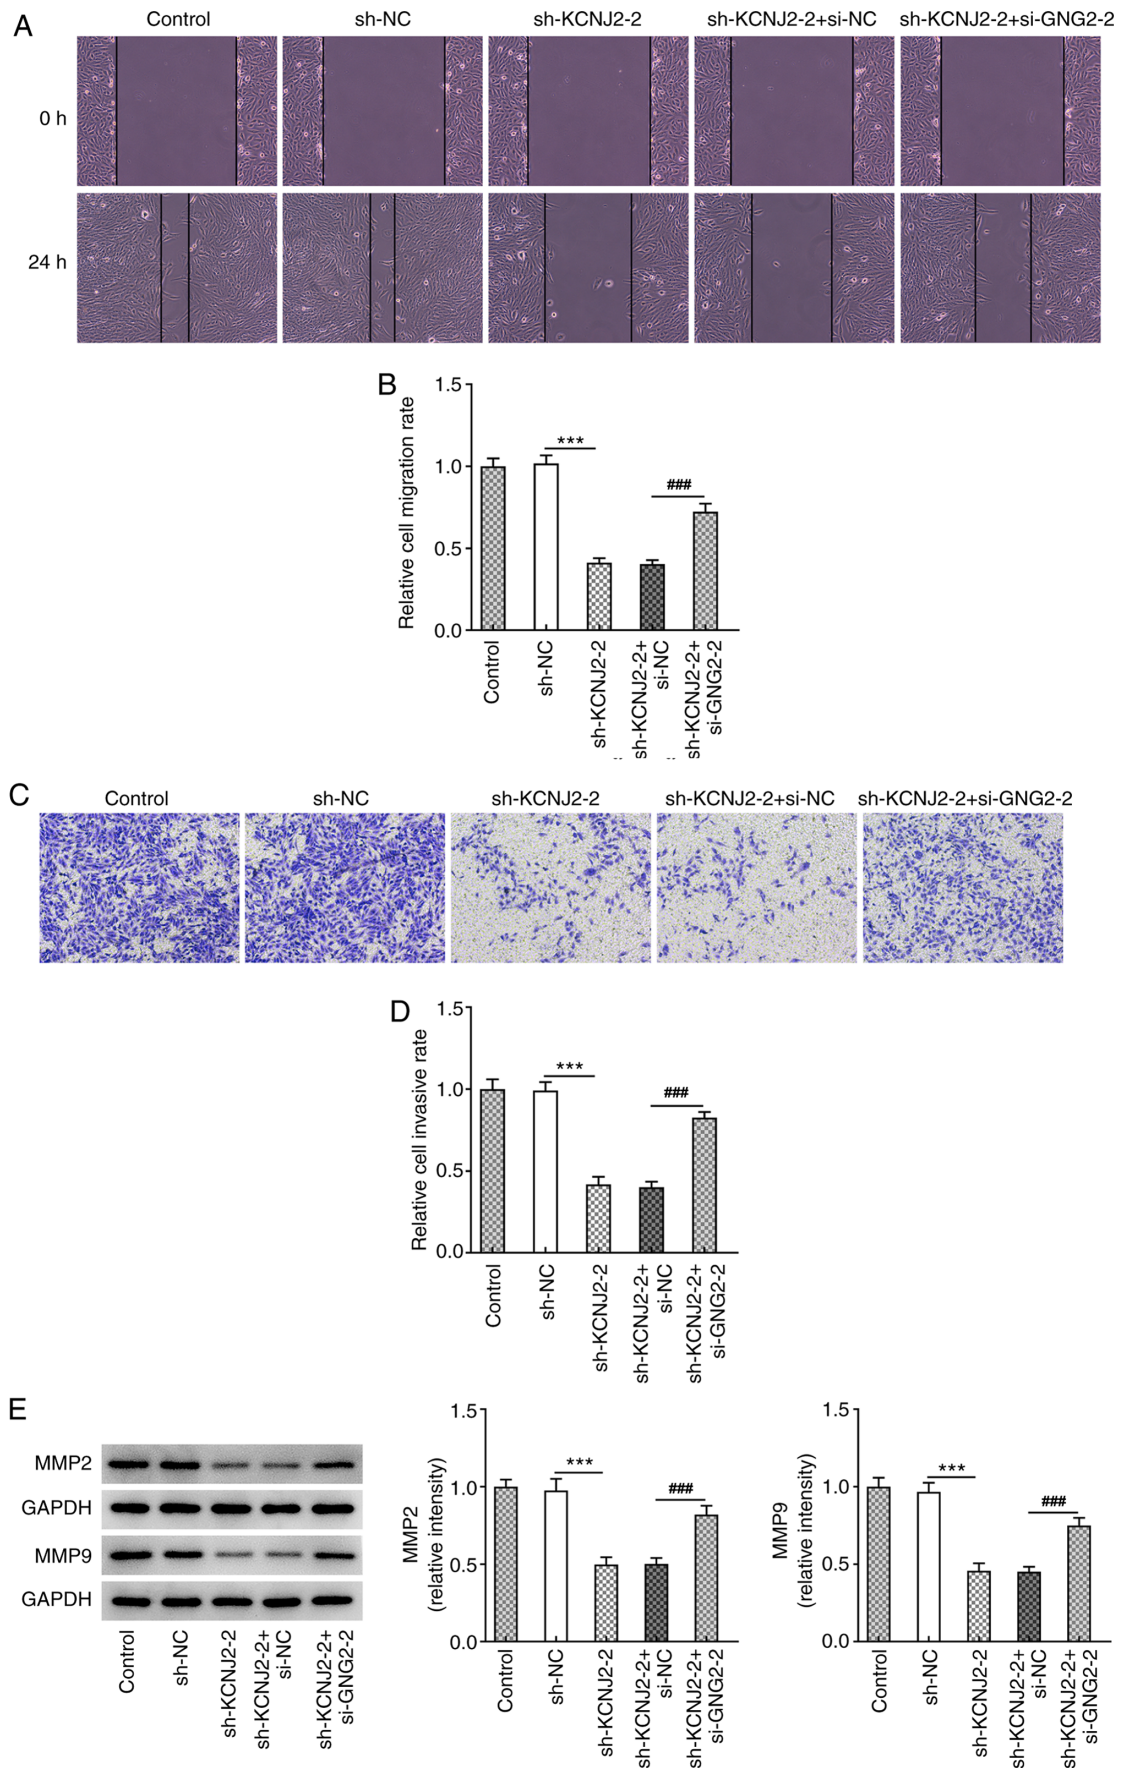 A
Control
sh-NC
sh-KCNJ2-2
sh-KCNJ2-2+si-NC
sh-KCNJ2-2+si-GNG2-2
0 h
24 h
B
Relative cell migration rate
1.5
1.0
0.5
0.0
***
###
Control
sh-NC
sh-KCNJ2-2
sh-KCNJ2-2+
si-NC
sh-KCNJ2-2+
si-GNG2-2
C
Control
sh-NC
sh-KCNJ2-2
sh-KCNJ2-2+si-NC
sh-KCNJ2-2+si-GNG2-2
D
Relative cell invasive rate
1.5
1.0
0.5
0.0
***
###
Control
sh-NC
sh-KCNJ2-2
sh-KCNJ2-2+
si-NC
sh-KCNJ2-2+
si-GNG2-2
E
MMP2
GAPDH
MMP9
GAPDH
Control
sh-NC
sh-KCNJ2-2
sh-KCNJ2-2+
si-NC
sh-KCNJ2-2+
si-GNG2-2
MMP2
(relative intensity)
1.5
1.0
0.5
0.0
***
###
Control
sh-NC
sh-KCNJ2-2
sh-KCNJ2-2+
si-NC
sh-KCNJ2-2+
si-GNG2-2
MMP9
(relative intensity)
1.5
1.0
0.5
0.0
***
###
Control
sh-NC
sh-KCNJ2-2
sh-KCNJ2-2+
si-NC
sh-KCNJ2-2+
si-GNG2-2